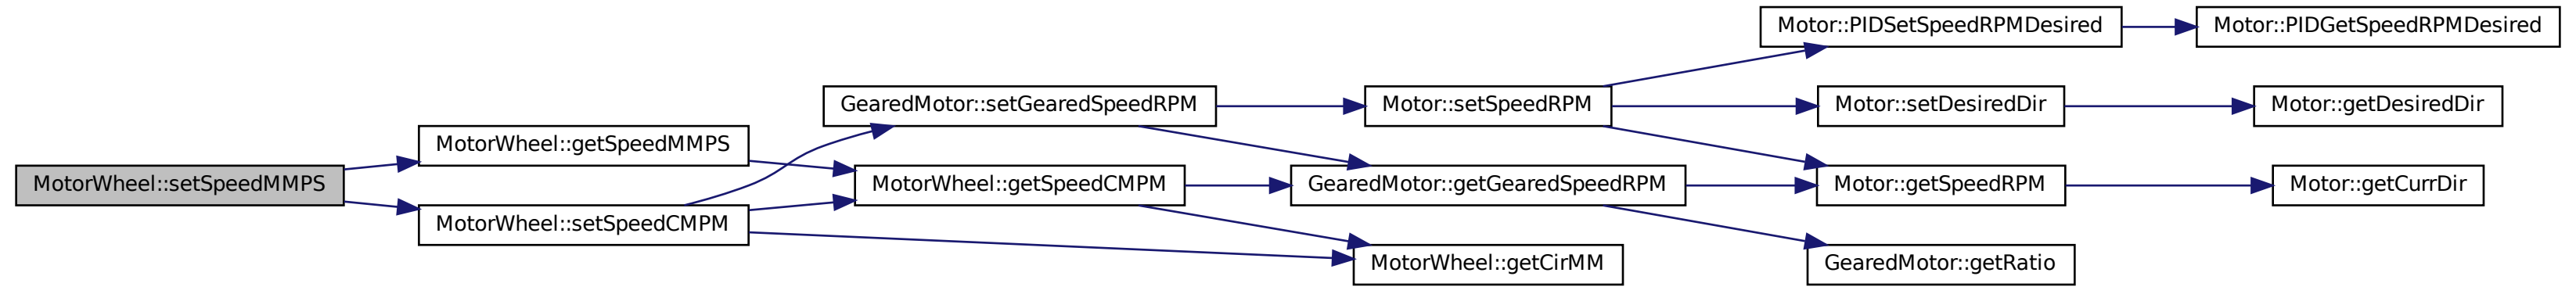 MotorWheel::setSpeedMMPS
MotorWheel::getSpeedMMPS
MotorWheel::setSpeedCMPM
GearedMotor::setGearedSpeedRPM
MotorWheel::getSpeedCMPM
Motor::setSpeedRPM
GearedMotor::getGearedSpeedRPM
MotorWheel::getCirMM
Motor::PIDSetSpeedRPMDesired
Motor::setDesiredDir
Motor::getSpeedRPM
GearedMotor::getRatio
Motor::PIDGetSpeedRPMDesired
Motor::getDesiredDir
Motor::getCurrDir